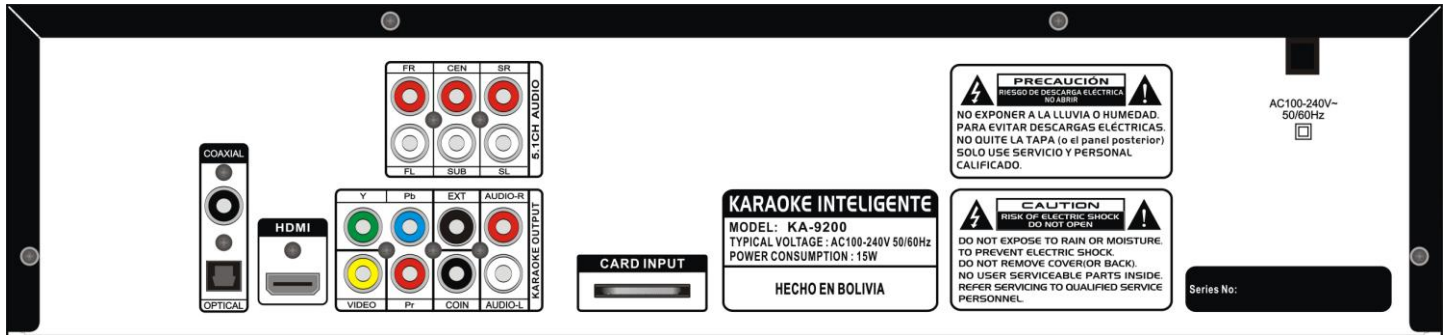 FR CEN SR
5.1CH AUDIO
FL SUB SL
COAXIAL
OPTICAL
HDMI
Y Pb EXT AUDIO-R
KARAOKE OUTPUT
VIDEO Pr COIN AUDIO-L
CARD INPUT
KARAOKE INTELIGENTE
MODEL: KA-9200
TYPICAL VOLTAGE : AC100-240V 50/60Hz
POWER CONSUMPTION : 15W
HECHO EN BOLIVIA
PRECAUCIÓN
RIESGO DE DESCARGA ELÉCTRICA
NO ABRIR
NO EXPONER A LA LLUVIA O HUMEDAD.
PARA EVITAR DESCARGAS ELÉCTRICAS.
NO QUITE LA TAPA (o el panel posterior)
SOLO USE SERVICIO Y PERSONAL
CALIFICADO.
CAUTION
RISK OF ELECTRIC SHOCK
DO NOT OPEN
DO NOT EXPOSE TO RAIN OR MOISTURE.
TO PREVENT ELECTRIC SHOCK.
DO NOT REMOVE COVER(OR BACK).
NO USER SERVICEABLE PARTS INSIDE.
REFER SERVICING TO QUALIFIED SERVICE
PERSONNEL.
AC100-240V~
50/60Hz
Series No: